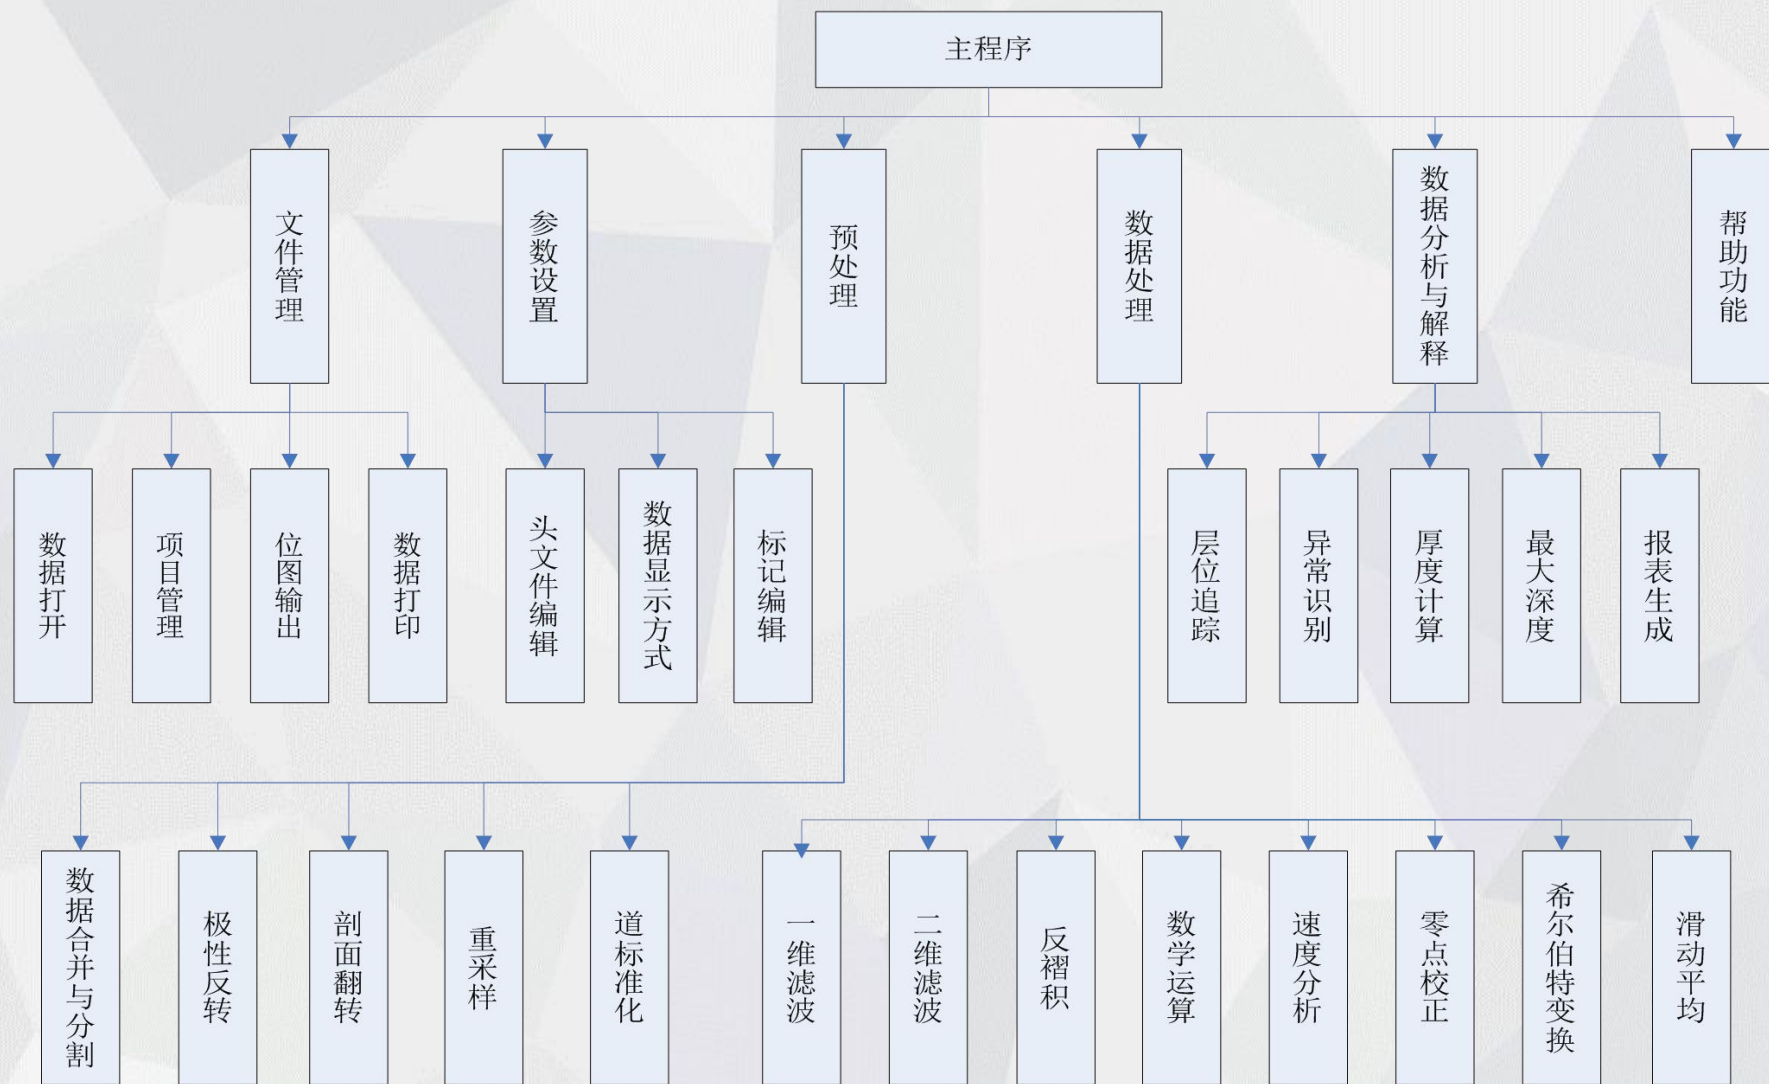 主程序
文件管理
参数设置
预处理
数据处理
数据分析与解释
帮助功能
数据打开
项目管理
位图输出
数据打印
头文件编辑
数据显示方式
标记编辑
层位追踪
异常识别
厚度计算
最大深度
报表生成
数据合并与分割
极性反转
剖面翻转
重采样
道标准化
一维滤波
二维滤波
反褶积
数学运算
速度分析
零点校正
希尔伯特变换
滑动平均